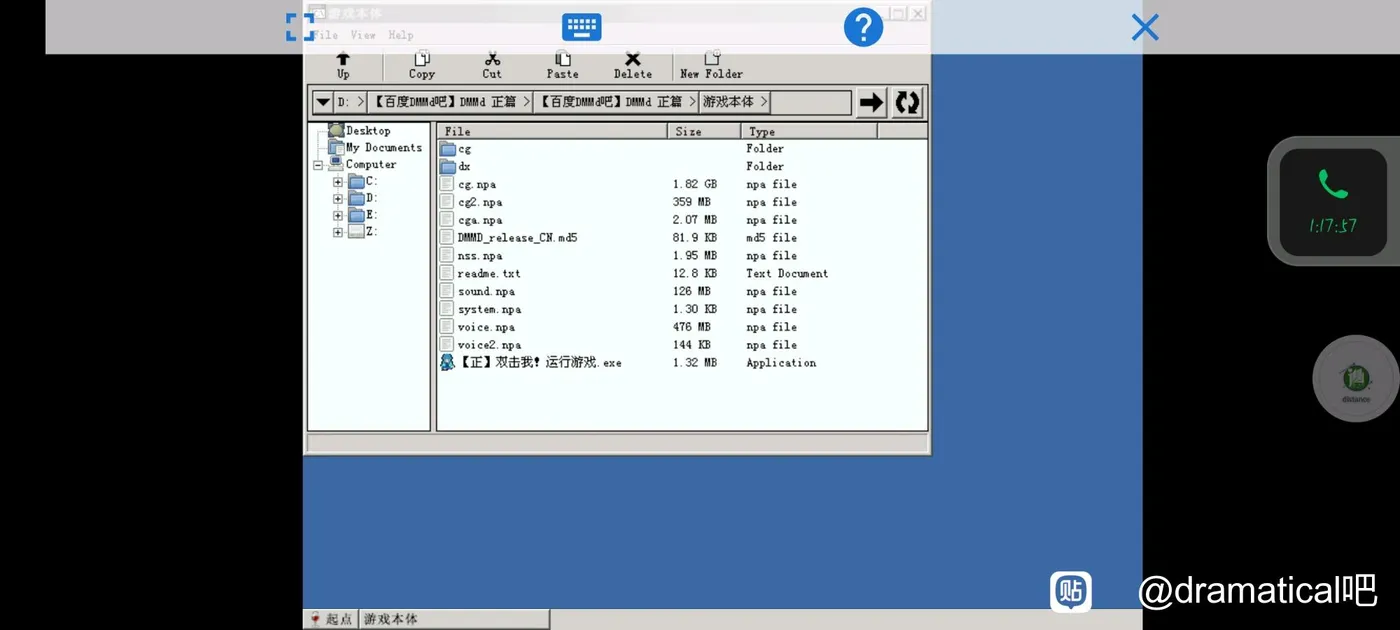 游戏本体
File View Help
Up Copy Cut Paste Delete New Folder
D: 【百度DMMd吧】DMMd 正篇 【百度DMMd吧】DMMd 正篇 游戏本体
Desktop
My Documents
Computer
C:
D:
E:
Z:
File Size Type
cg Folder
dx Folder
cg.npa 1.82 GB npa file
cg2.npa 359 MB npa file
cga.npa 2.07 MB npa file
DMMD_release_CN.md5 81.9 KB md5 file
nss.npa 1.95 MB npa file
readme.txt 12.8 KB Text Document
sound.npa 126 MB npa file
system.npa 1.30 KB npa file
voice.npa 476 MB npa file
voice2.npa 144 KB npa file
【正】双击我!运行游戏.exe 1.32 MB Application
1:17:57
distance
起点 游戏本体
贴 @dramatical吧